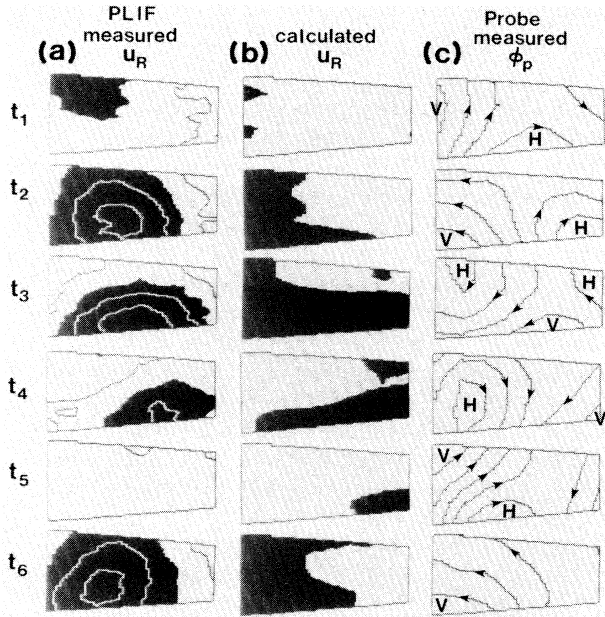 PLIF
measured
(a) u_R
calculated
(b) u_R
Probe
measured
(c) ϕ_p
t_1
V
H
t_2
V
H
t_3
H
H
V
t_4
H
V
t_5
V
H
t_6
V